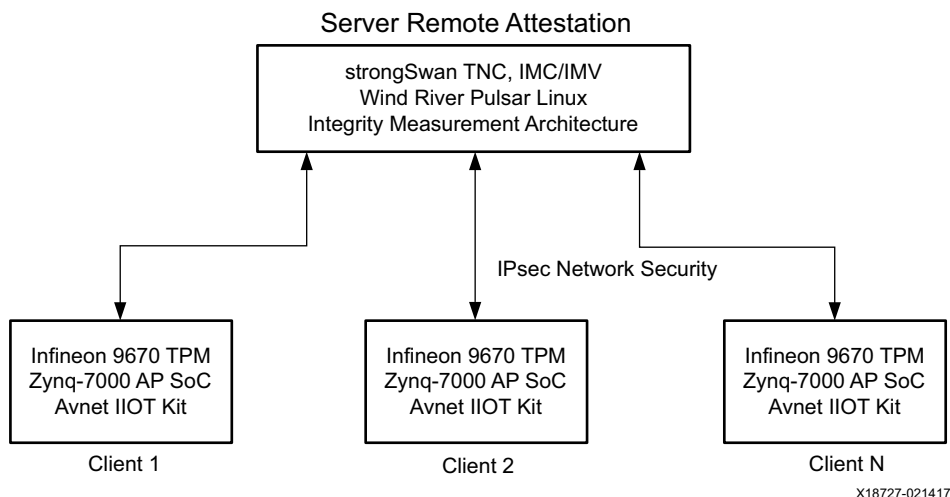 Server Remote Attestation
strongSwan TNC, IMC/IMV
Wind River Pulsar Linux
Integrity Measurement Architecture
IPsec Network Security
Infineon 9670 TPM
Zynq-7000 AP SoC
Avnet IIOT Kit
Client 1
Infineon 9670 TPM
Zynq-7000 AP SoC
Avnet IIOT Kit
Client 2
Infineon 9670 TPM
Zynq-7000 AP SoC
Avnet IIOT Kit
Client N
X18727-021417